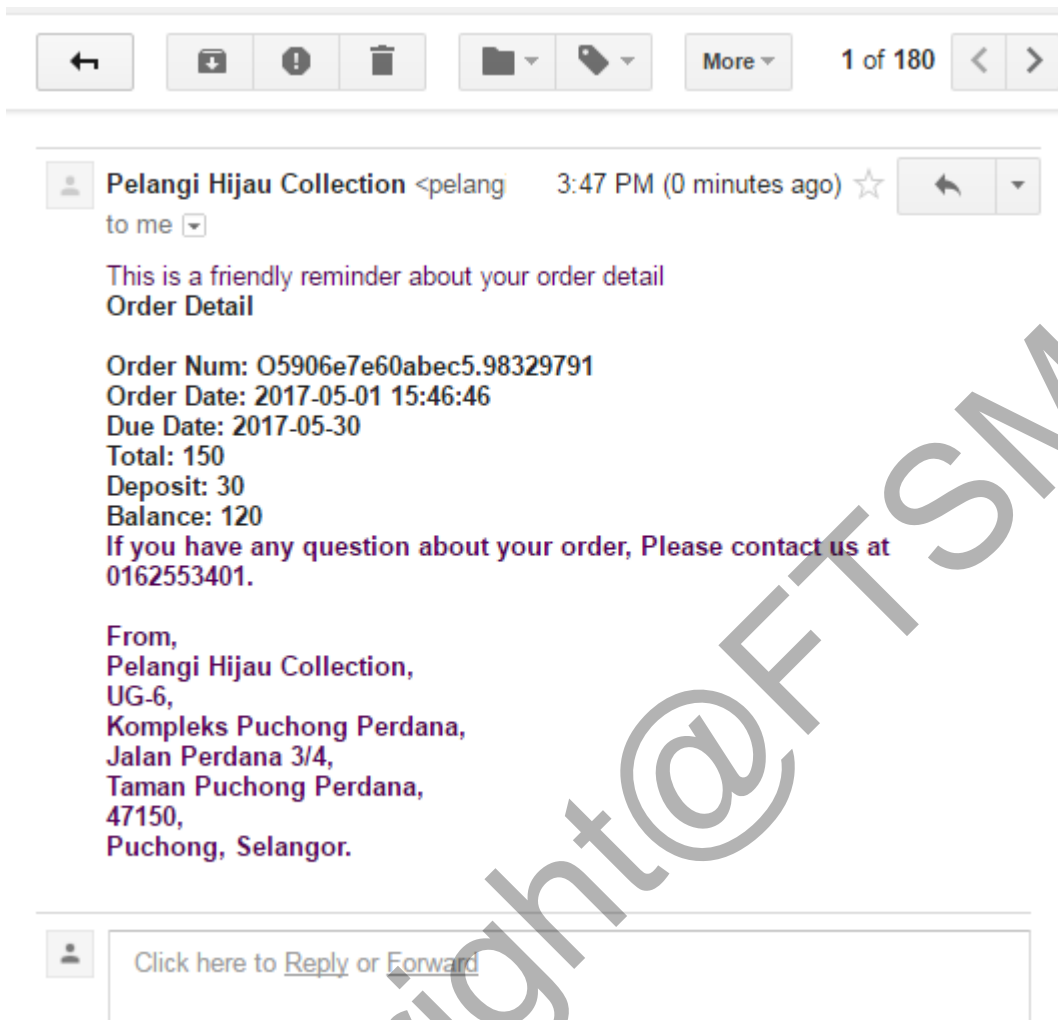 More
1 of 180
Pelangi Hijau Collection <pelangi 3:47 PM (0 minutes ago)
to me
This is a friendly reminder about your order detail
Order Detail
Order Num: O5906e7e60abec5.98329791
Order Date: 2017-05-01 15:46:46
Due Date: 2017-05-30
Total: 150
Deposit: 30
Balance: 120
If you have any question about your order, Please contact us at
0162553401.
From,
Pelangi Hijau Collection,
UG-6,
Kompleks Puchong Perdana,
Jalan Perdana 3/4,
Taman Puchong Perdana,
47150,
Puchong, Selangor.
Click here to Reply or Forward
right@FTSM